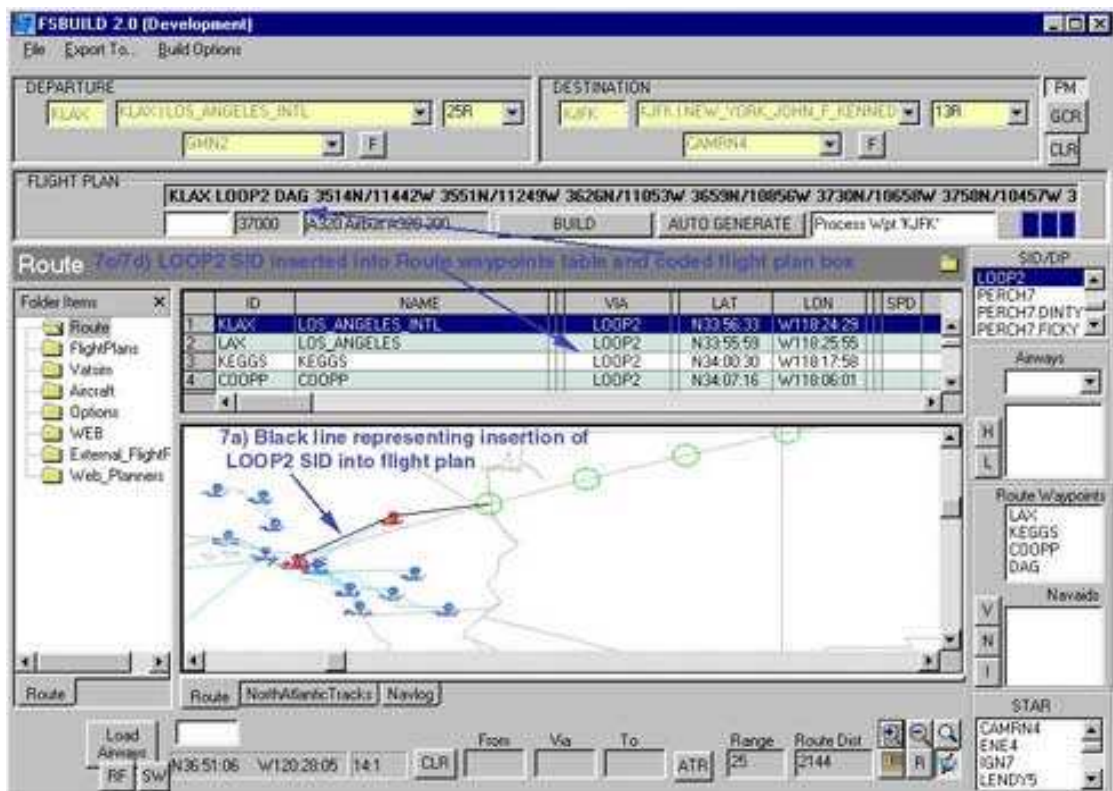 FSBUILD 2.0 (Development)
File Export To... Build Options
DEPARTURE
KLAX KLAX (LOS_ANGELES_INTL 25R
GMN2 F
DESTINATION
KJFK KJFK (NEW_YORK_JOHN_F_KENNED 13R
CAMRN4 F
PM
GCR
CLR
FLIGHT PLAN
KLAX LOOP2 DAG 3514N/11442W 3551N/11249W 3626N/11053W 3659N/10856W 3730N/10658W 3758N/10457W 3
37000 A320 Airbus BUILD AUTO GENERATE Process Wpt 'KJFK'
Route 7c/7d) LOOP2 SID inserted into Route waypoints table and coded flight plan box
SID/DP
LOOP2
PERCH7
PERCH7.DINTY
PERCH7.FICKY
Folder Items
Route
FlightPlans
Vatsim
Aircraft
Options
WEB
External_FlightF
Web_Planners
Route
ID NAME VIA LAT LON SPD
1 KLAX LOS_ANGELES_INTL LOOP2 N33:56:33 W118:24:29
2 LAX LOS_ANGELES LOOP2 N33:55:59 W118:25:55
3 KEGGS KEGGS LOOP2 N34:00:30 W118:17:58
4 COOPP COOPP LOOP2 N34:07:16 W118:06:01
7a) Black line representing insertion of
LOOP2 SID into flight plan
Airways
H
L
Route Waypoints
LAX
KEGGS
COOPP
DAG
Navaids
V
N
I
Route NorthAtlanticTracks Navlog
STAR
CAMRN4
ENE4
IGN7
LENDY5
Load
Airways
RF SW
N36:51:06 W120:28:05 14.1 CLR
From Via To
ATR
Range
25
Route Dist
2144
R